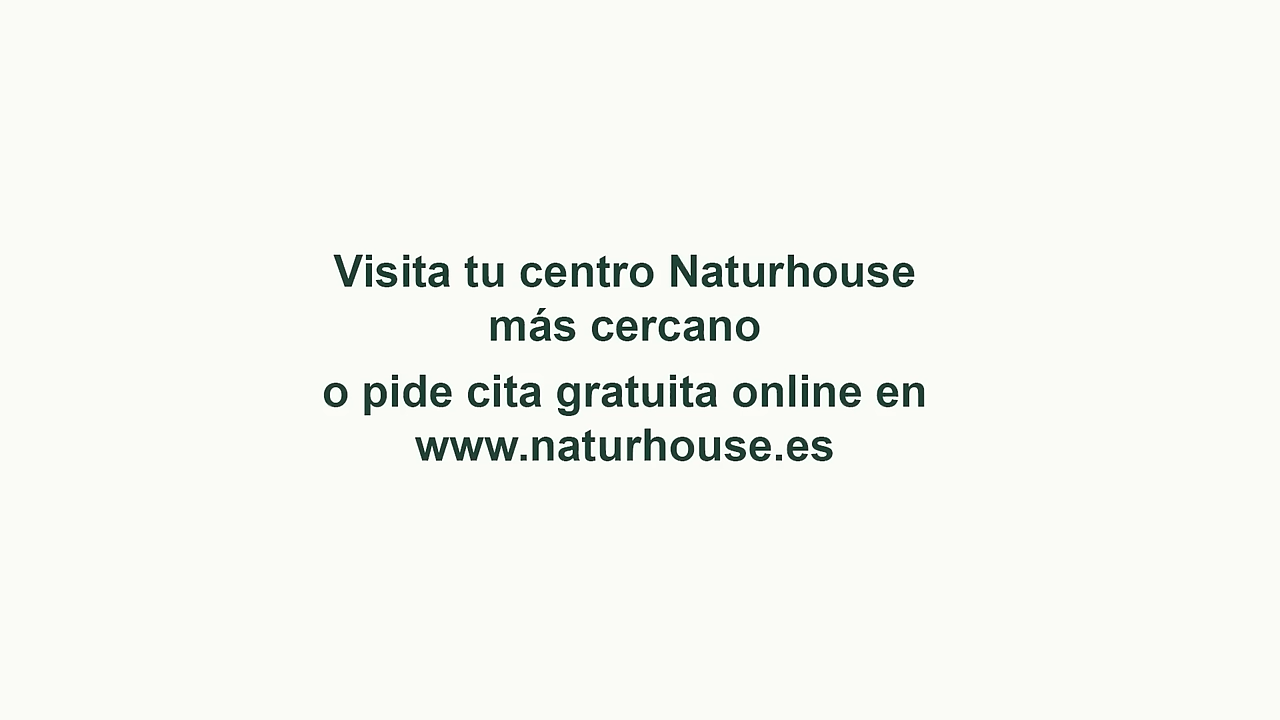 Visita tu centro Naturhouse
más cercano
o pide cita gratuita online en
www.naturhouse.es